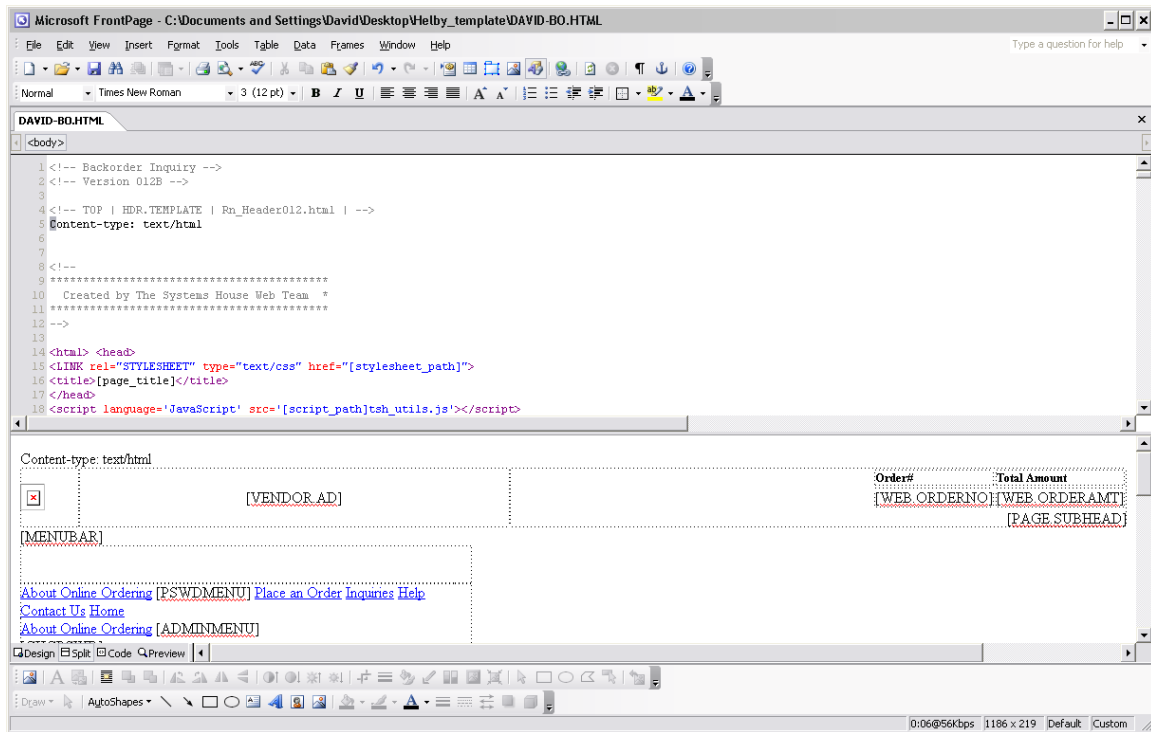 Microsoft FrontPage - C:\Documents and Settings\David\Desktop\Helby_template\DAVID-BO.HTML
File Edit View Insert Format Tools Table Data Frames Window Help Type a question for help
Normal Times New Roman 3 (12 pt) B I U A A A
DAVID-BO.HTML
<body>
1 <!-- Backorder Inquiry -->
2 <!-- Version 012B -->
3
4 <!-- TOP | HDR.TEMPLATE | Rn_Header012.html | -->
5 Content-type: text/html
6
7
8 <!--
9 ******************************************
10 Created by The Systems House Web Team *
11 ******************************************
12 -->
13
14 <html> <head>
15 <LINK rel="STYLESHEET" type="text/css" href="[stylesheet_path]">
16 <title>[page_title]</title>
17 </head>
18 <script language='JavaScript' src='[script_path]tsh_utils.js'></script>
Content-type: text/html
Order# Total Amount
[VENDOR.AD] [WEB.ORDERNO] [WEB.ORDERAMT]
[PAGE.SUBHEAD]
[MENUBAR]
About Online Ordering [PSWDMENU] Place an Order Inquiries Help
Contact Us Home
About Online Ordering [ADMINMENU]
Design Split Code Preview
Draw AutoShapes A
0:06@56Kbps 1186 x 219 Default Custom